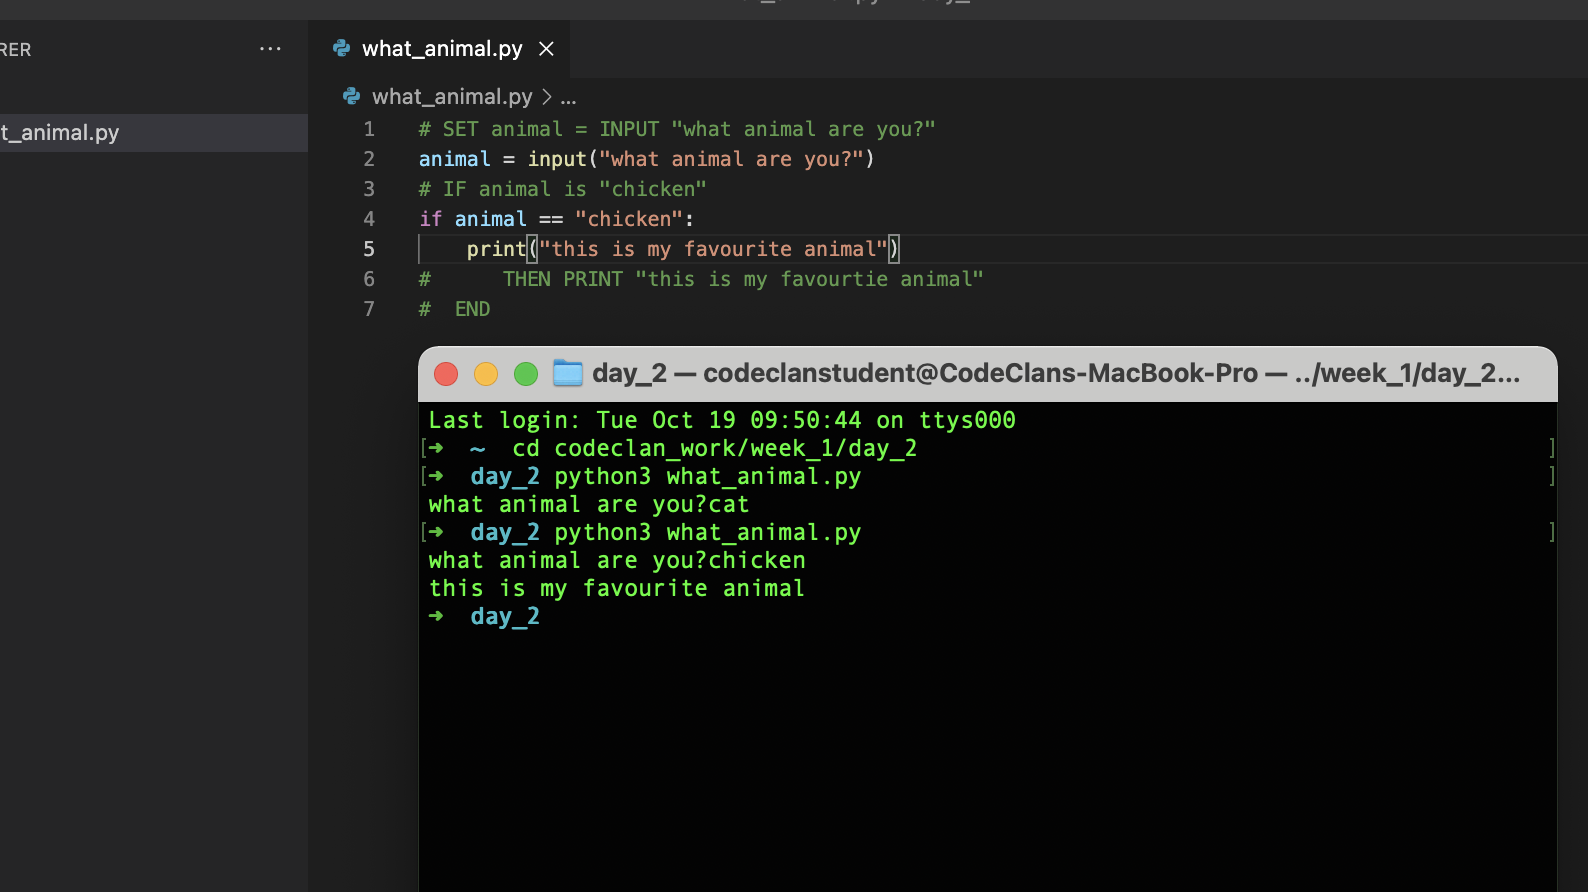 RER
···
what_animal.py
what_animal.py > ...
t_animal.py
1 # SET animal = INPUT "what animal are you?"
2 animal = input("what animal are you?")
3 # IF animal is "chicken"
4 if animal == "chicken":
5     print("this is my favourite animal")
6 #      THEN PRINT "this is my favourtie animal"
7 #  END
day_2 — codeclanstudent@CodeClans-MacBook-Pro — ../week_1/day_2...
Last login: Tue Oct 19 09:50:44 on ttys000
[➜  ~  cd codeclan_work/week_1/day_2 ]
[➜  day_2 python3 what_animal.py ]
what animal are you?cat
[➜  day_2 python3 what_animal.py ]
what animal are you?chicken
this is my favourite animal
➜  day_2